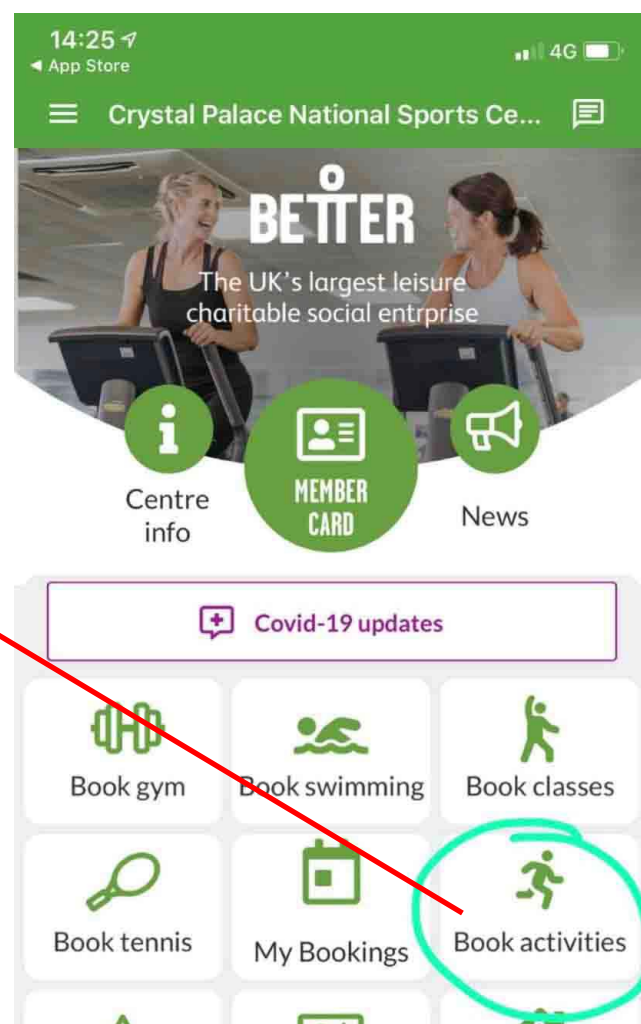 14:25
4G
◀ App Store
Crystal Palace National Sports Ce...
BETTER
The UK's largest leisure
charitable social entrprise
MEMBER
CARD
Centre
info
News
Covid-19 updates
Book gym
Book swimming
Book classes
Book tennis
My Bookings
Book activities